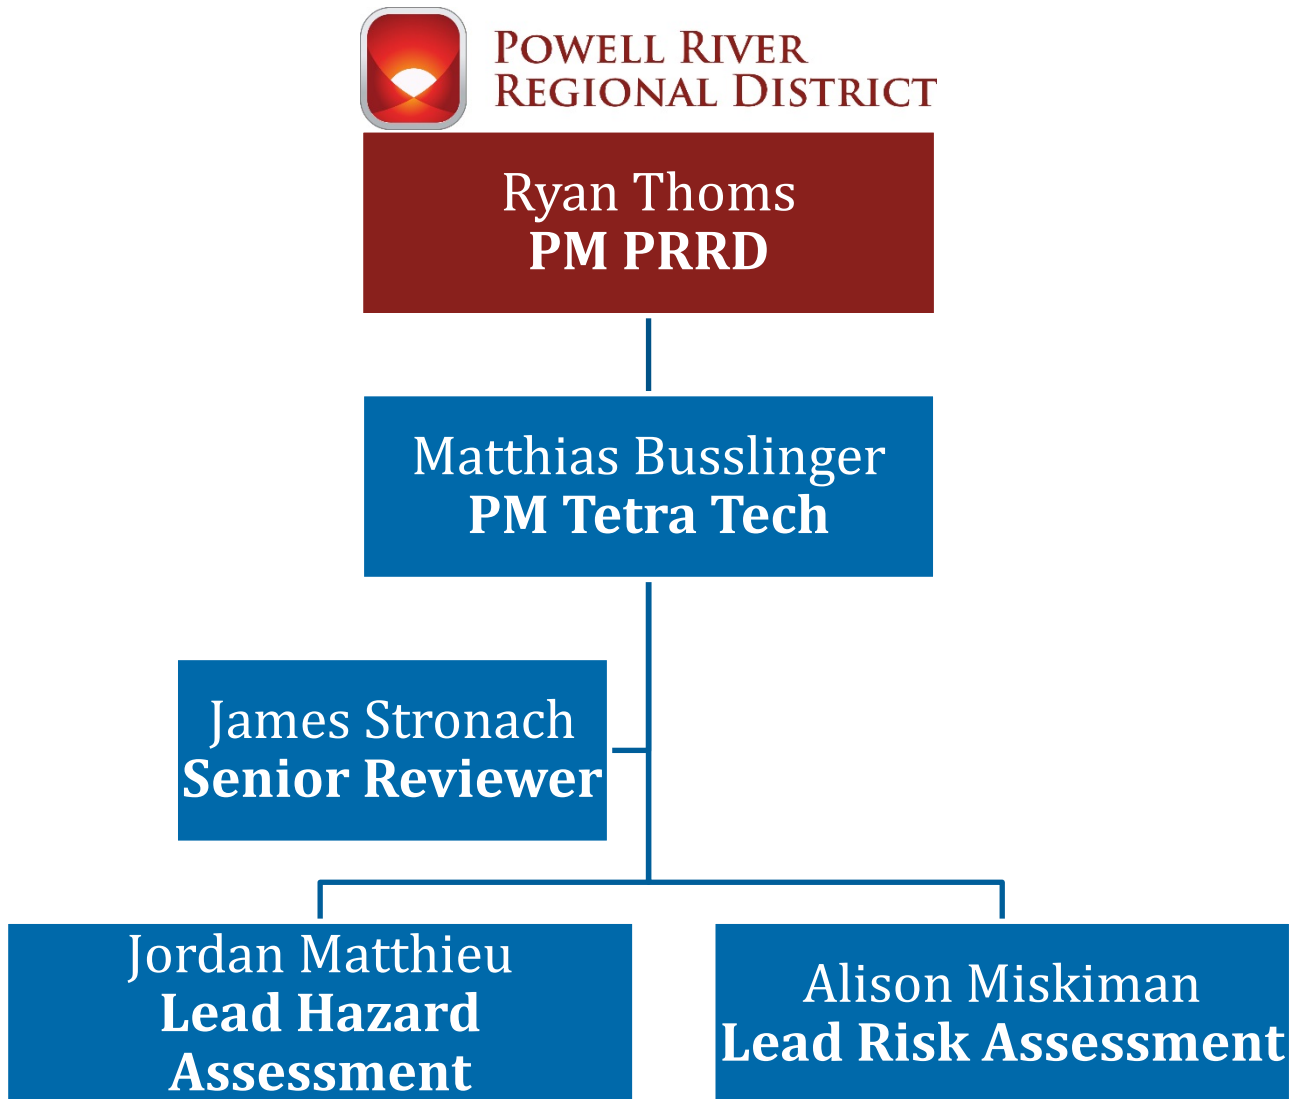 POWELL RIVER
REGIONAL DISTRICT
Ryan Thoms
PM PRRD
Matthias Busslinger
PM Tetra Tech
James Stronach
Senior Reviewer
Jordan Matthieu
Lead Hazard
Assessment
Alison Miskiman
Lead Risk Assessment